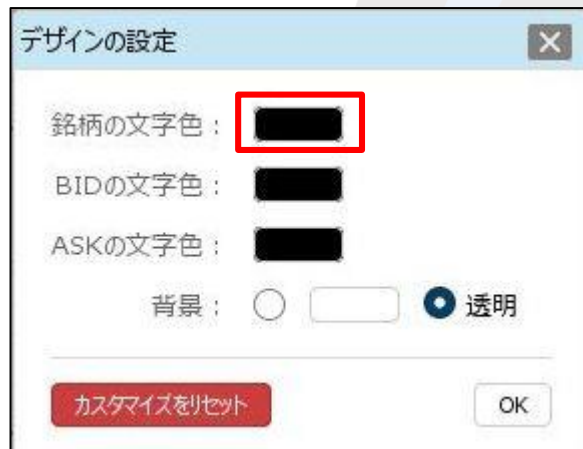 デザインの設定
銘柄の文字色：
BIDの文字色：
ASKの文字色：
背景： 透明
カスタマイズをリセット OK